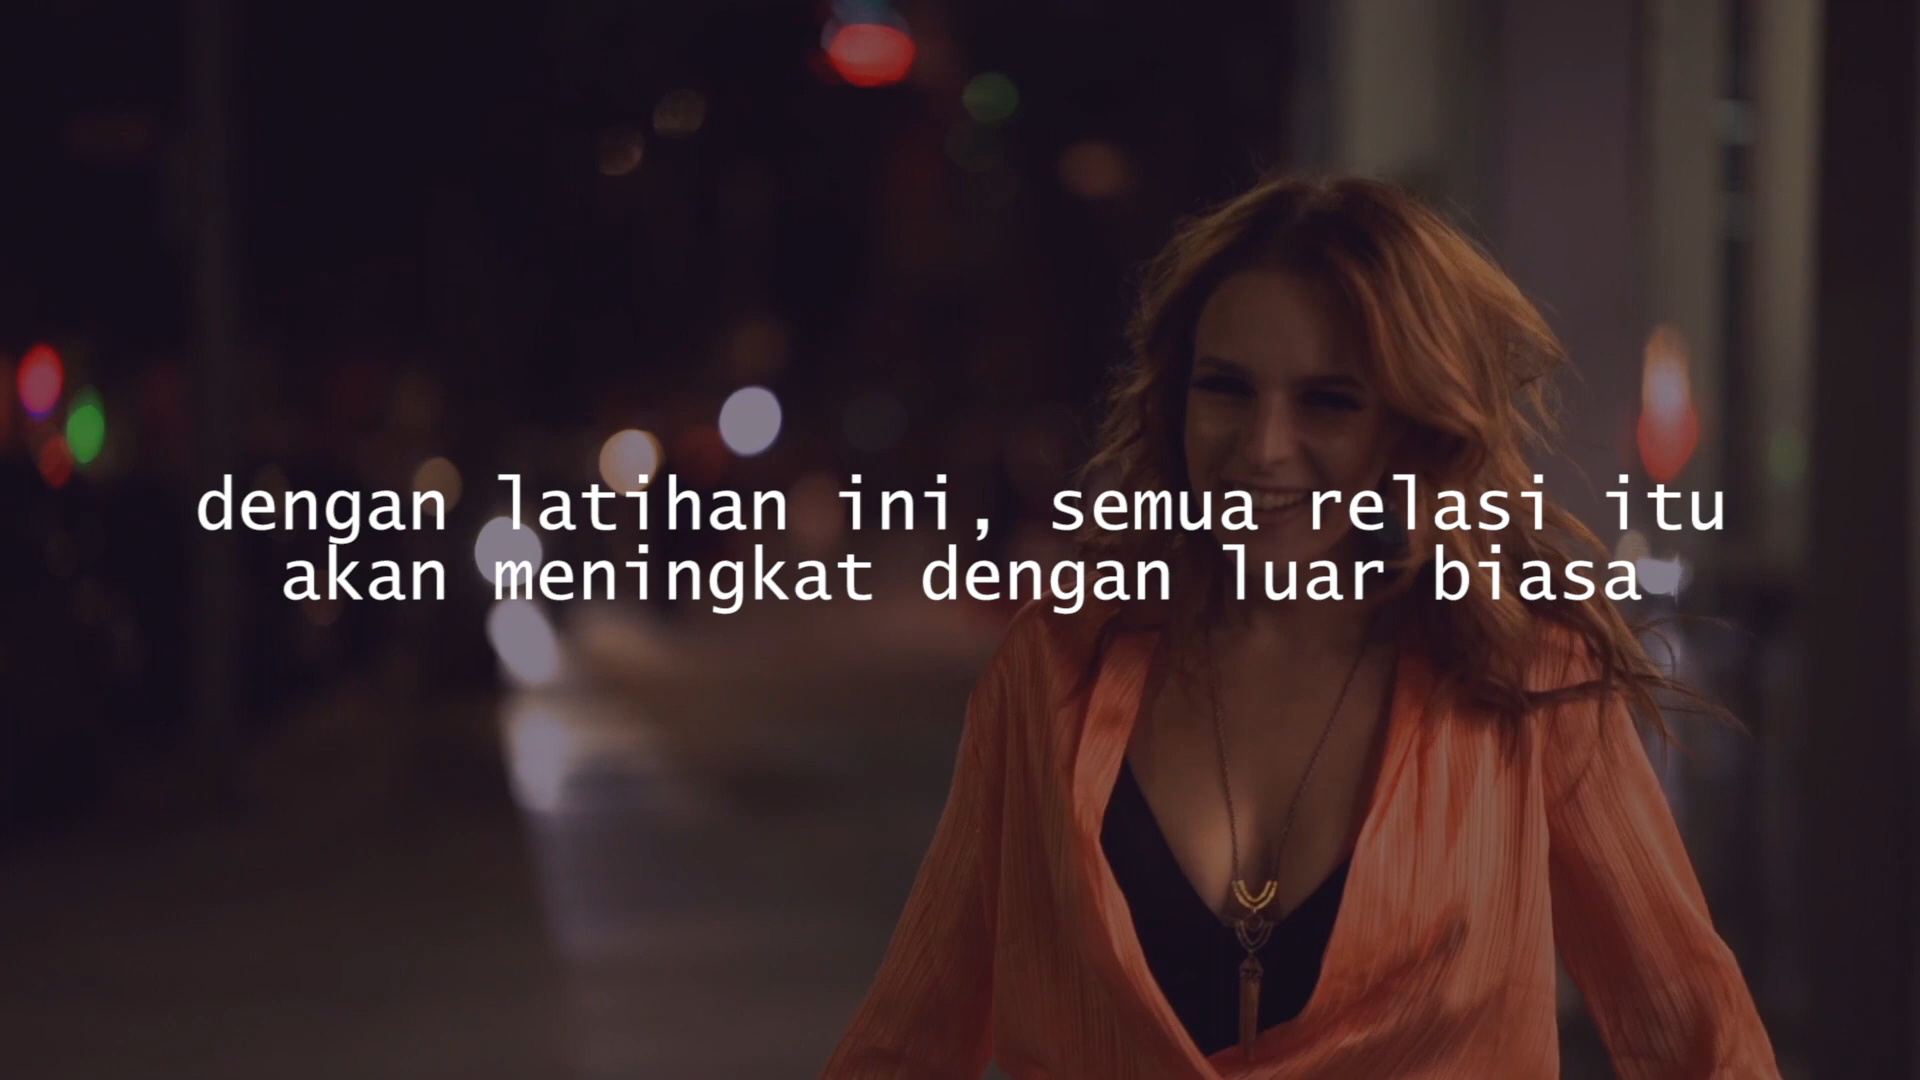 dengan latihan ini, semua relasi itu
akan meningkat dengan luar biasa